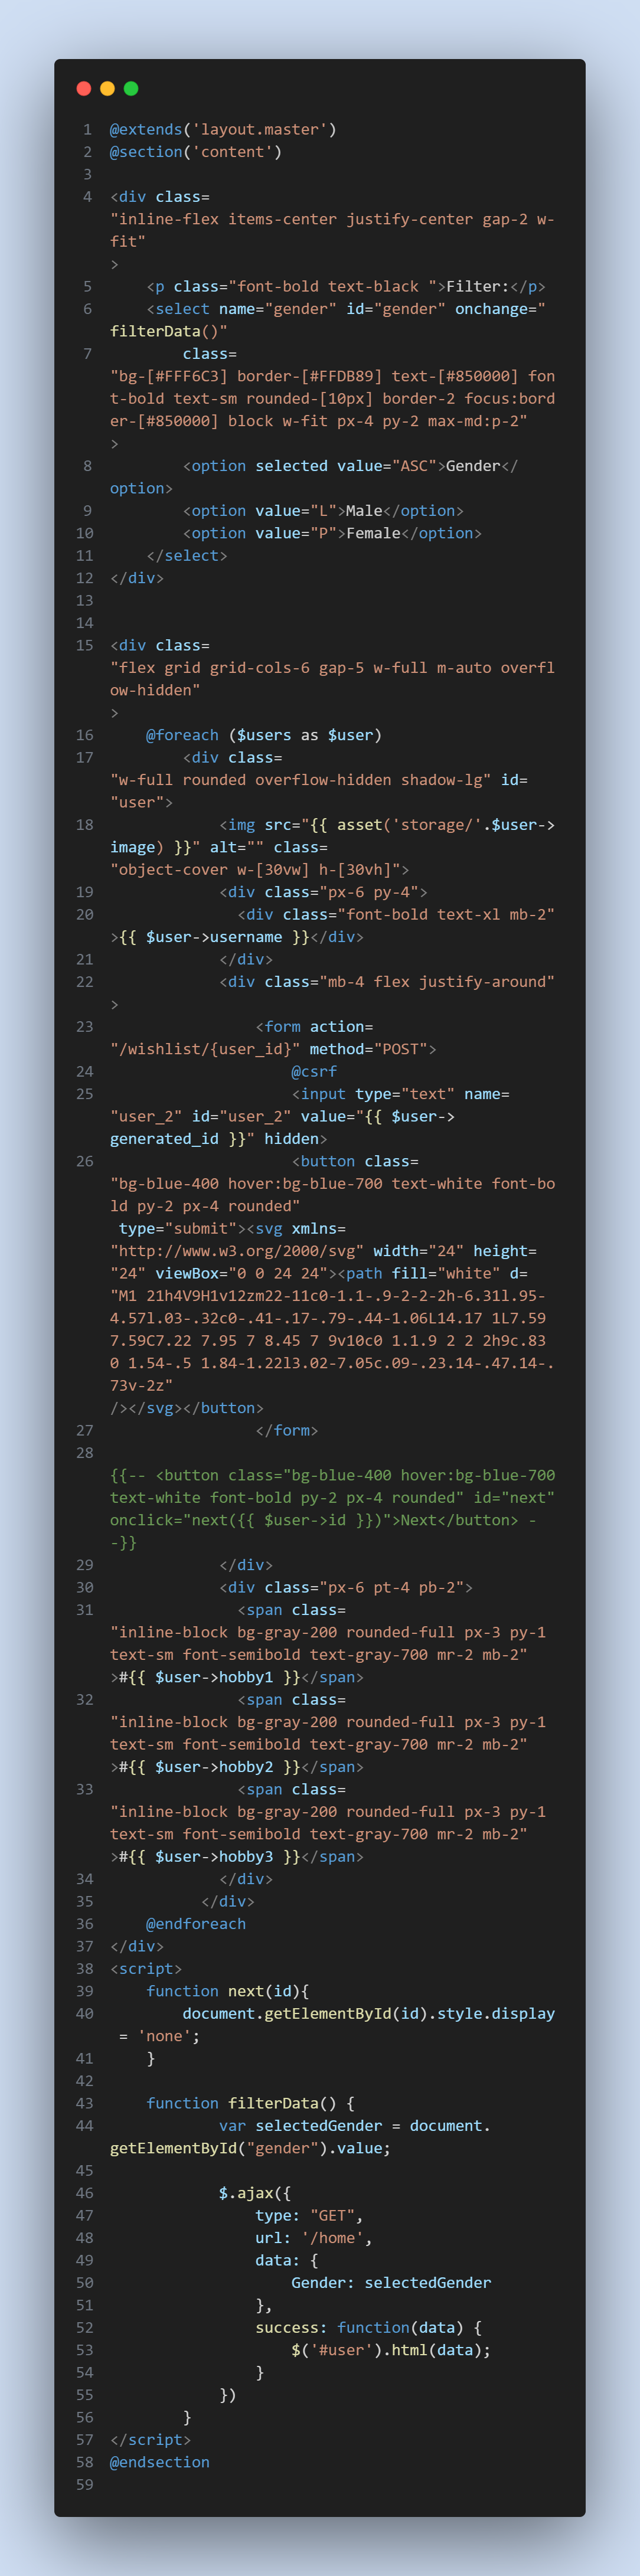 1 @extends('layout.master')
2 @section('content')
3
4 <div class=
"inline-flex items-center justify-center gap-2 w-
fit"
>
5     <p class="font-bold text-black ">Filter:</p>
6     <select name="gender" id="gender" onchange="
filterData()"
7         class=
"bg-[#FFF6C3] border-[#FFDB89] text-[#850000] fon
t-bold text-sm rounded-[10px] border-2 focus:bord
er-[#850000] block w-fit px-4 py-2 max-md:p-2"
>
8         <option selected value="ASC">Gender</
option>
9         <option value="L">Male</option>
10         <option value="P">Female</option>
11     </select>
12 </div>
13
14
15 <div class=
"flex grid grid-cols-6 gap-5 w-full m-auto overfl
ow-hidden"
>
16     @foreach ($users as $user)
17         <div class=
"w-full rounded overflow-hidden shadow-lg" id=
"user">
18             <img src="{{ asset('storage/'.$user->
image) }}" alt="" class=
"object-cover w-[30vw] h-[30vh]">
19             <div class="px-6 py-4">
20               <div class="font-bold text-xl mb-2"
>{{ $user->username }}</div>
21             </div>
22             <div class="mb-4 flex justify-around"
>
23                 <form action=
"/wishlist/{user_id}" method="POST">
24                     @csrf
25                     <input type="text" name=
"user_2" id="user_2" value="{{ $user->
generated_id }}" hidden>
26                     <button class=
"bg-blue-400 hover:bg-blue-700 text-white font-bo
ld py-2 px-4 rounded"
 type="submit"><svg xmlns=
"http://www.w3.org/2000/svg" width="24" height=
"24" viewBox="0 0 24 24"><path fill="white" d=
"M1 21h4V9H1v12zm22-11c0-1.1-.9-2-2-2h-6.31l.95-
4.57l.03-.32c0-.41-.17-.79-.44-1.06L14.17 1L7.59
7.59C7.22 7.95 7 8.45 7 9v10c0 1.1.9 2 2 2h9c.83
0 1.54-.5 1.84-1.22l3.02-7.05c.09-.23.14-.47.14-.
73v-2z"
/></svg></button>
27                 </form>
28
{{-- <button class="bg-blue-400 hover:bg-blue-700
text-white font-bold py-2 px-4 rounded" id="next"
onclick="next({{ $user->id }})">Next</button> -
-}}
29             </div>
30             <div class="px-6 pt-4 pb-2">
31               <span class=
"inline-block bg-gray-200 rounded-full px-3 py-1
text-sm font-semibold text-gray-700 mr-2 mb-2"
>#{{ $user->hobby1 }}</span>
32               <span class=
"inline-block bg-gray-200 rounded-full px-3 py-1
text-sm font-semibold text-gray-700 mr-2 mb-2"
>#{{ $user->hobby2 }}</span>
33               <span class=
"inline-block bg-gray-200 rounded-full px-3 py-1
text-sm font-semibold text-gray-700 mr-2 mb-2"
>#{{ $user->hobby3 }}</span>
34             </div>
35           </div>
36     @endforeach
37 </div>
38 <script>
39     function next(id){
40         document.getElementById(id).style.display
 = 'none';
41     }
42
43     function filterData() {
44             var selectedGender = document.
getElementById("gender").value;
45
46             $.ajax({
47                 type: "GET",
48                 url: '/home',
49                 data: {
50                     Gender: selectedGender
51                 },
52                 success: function(data) {
53                     $('#user').html(data);
54                 }
55             })
56         }
57 </script>
58 @endsection
59